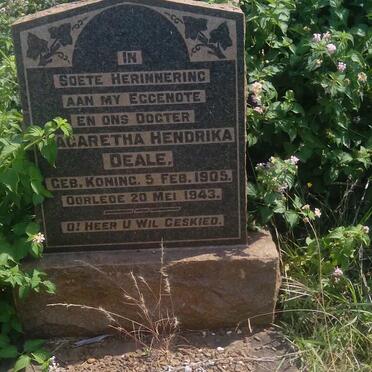 IN
SOETE HERINNERING
AAN MY EGGENOTE
EN ONS DOGTER
AGARETHA HENDRIKA
DEALE,
GEB. KONING. 5 FEB. 1905.
OORLEDE 20 MEI. 1943.
O! HEER U WIL GESKIED.